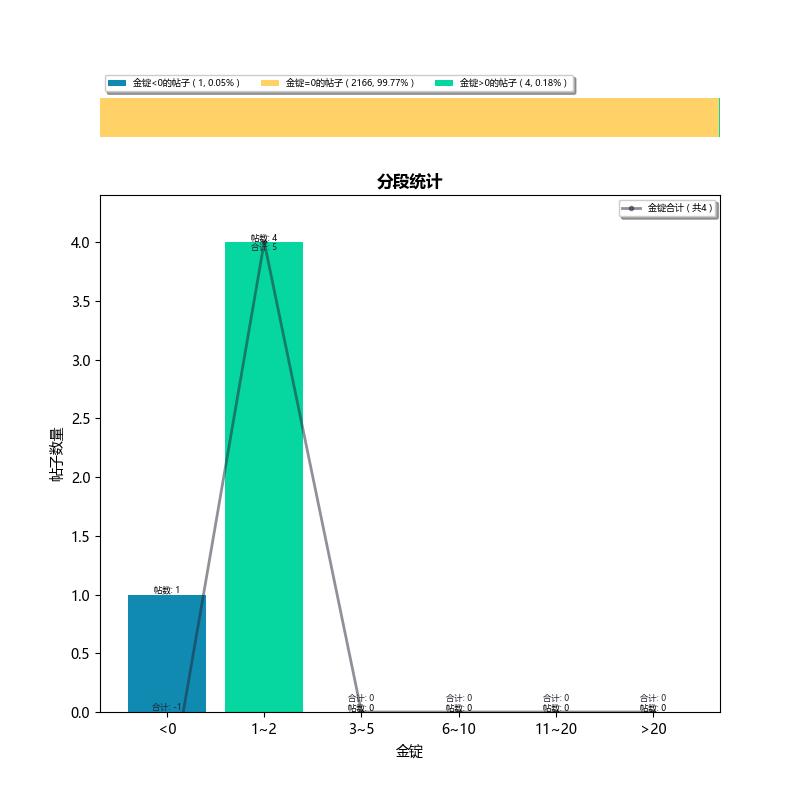 金锭<0的帖子 ( 1, 0.05% ) 金锭=0的帖子 ( 2166, 99.77% ) 金锭>0的帖子 ( 4, 0.18% )
分段统计
金锭合计 ( 共4 )
帖数: 4
合计: 5
帖数: 1
合计: -1
合计: 0
帖数: 0
合计: 0
帖数: 0
合计: 0
帖数: 0
合计: 0
帖数: 0
4.0
3.5
3.0
2.5
2.0
1.5
1.0
0.5
0.0
帖子数量
<0 1~2 3~5 6~10 11~20 >20
金锭